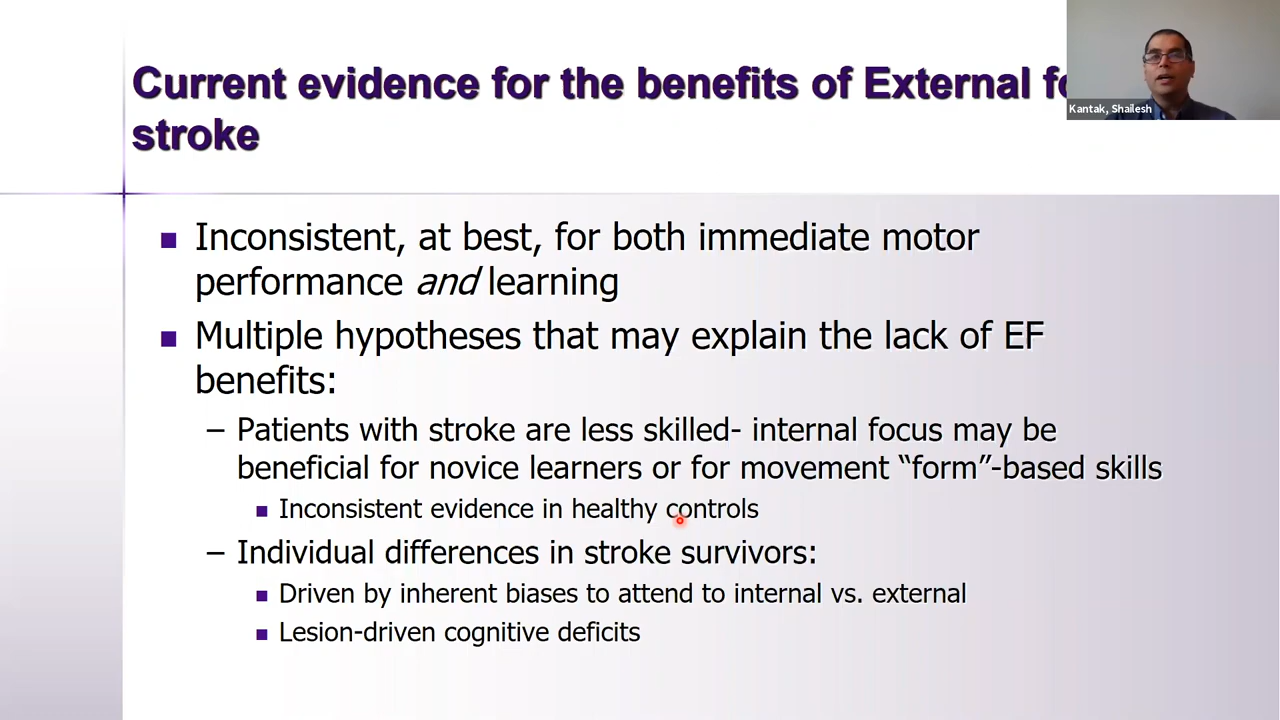 Current evidence for the benefits of External
stroke
Kantak, Shailesh
■ Inconsistent, at best, for both immediate motor
performance and learning
■ Multiple hypotheses that may explain the lack of EF
benefits:
– Patients with stroke are less skilled- internal focus may be
beneficial for novice learners or for movement “form”-based skills
■ Inconsistent evidence in healthy controls
– Individual differences in stroke survivors:
■ Driven by inherent biases to attend to internal vs. external
■ Lesion-driven cognitive deficits